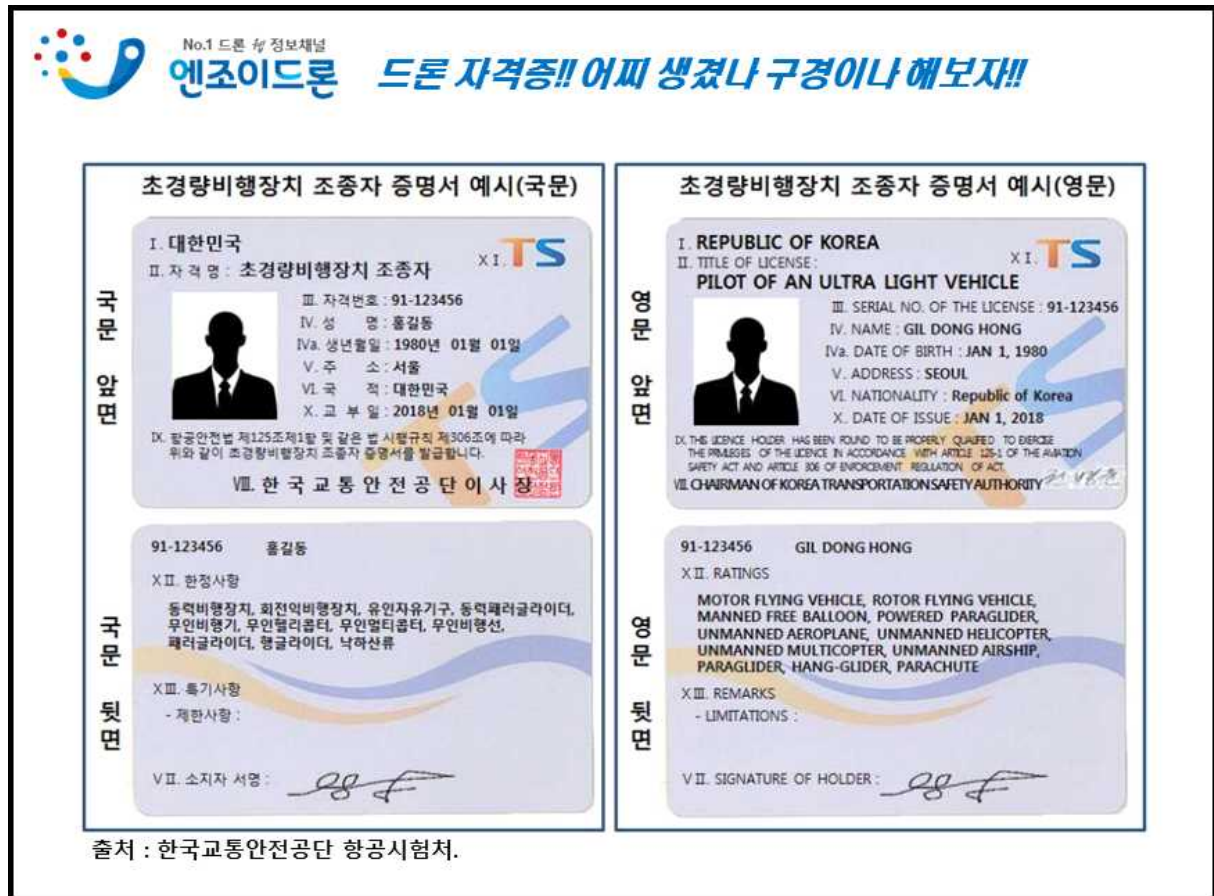 No.1 드론 형 정보채널
엔조이드론
드론 자격증!! 어찌 생겼나 구경이나 해보자!!
초경량비행장치 조종자 증명서 예시(국문)
국문 앞면
I. 대한민국
XI. TS
II. 자 격 명 : 초경량비행장치 조종자
III. 자격번호 : 91-123456
IV. 성 명 : 홍길동
IVa. 생년월일 : 1980년 01월 01일
V. 주 소 : 서울
VI. 국 적 : 대한민국
X. 교 부 일 : 2018년 01월 01일
IX. 항공안전법 제125조제1항 및 같은 법 시행규칙 제306조에 따라
위와 같이 초경량비행장치 조종자 증명서를 발급합니다.
VIII. 한 국 교 통 안 전 공 단 이 사 장
국문 뒷면
91-123456 홍길동
XII. 한정사항
동력비행장치, 회전익비행장치, 유인자유기구, 동력패러글라이더,
무인비행기, 무인헬리콥터, 무인멀티콥터, 무인비행선,
패러글라이더, 행글라이더, 낙하산류
XIII. 특기사항
- 제한사항 :
VII. 소지자 서명 :
초경량비행장치 조종자 증명서 예시(영문)
영문 앞면
I. REPUBLIC OF KOREA
XI. TS
II. TITLE OF LICENSE :
PILOT OF AN ULTRA LIGHT VEHICLE
III. SERIAL NO. OF THE LICENSE : 91-123456
IV. NAME : GIL DONG HONG
IVa. DATE OF BIRTH : JAN 1, 1980
V. ADDRESS : SEOUL
VI. NATIONALITY : Republic of Korea
X. DATE OF ISSUE : JAN 1, 2018
IX. THIS LICENCE HOLDER HAS BEEN FOUND TO BE PROPERLY QUALIFIED TO EXERCISE
THE PRIVILEGES OF THE LICENCE IN ACCORDANCE WITH ARTICLE 125-1 OF THE AVIATION
SAFETY ACT AND ARTICLE 306 OF ENFORCEMENT REGULATION OF ACT.
VIII. CHAIRMAN OF KOREA TRANSPORTATION SAFETY AUTHORITY
영문 뒷면
91-123456 GIL DONG HONG
XII. RATINGS
MOTOR FLYING VEHICLE, ROTOR FLYING VEHICLE,
MANNED FREE BALLOON, POWERED PARAGLIDER,
UNMANNED AEROPLANE, UNMANNED HELICOPTER,
UNMANNED MULTICOPTER, UNMANNED AIRSHIP,
PARAGLIDER, HANG-GLIDER, PARACHUTE
XIII. REMARKS
- LIMITATIONS :
VII. SIGNATURE OF HOLDER :
출처 : 한국교통안전공단 항공시험처.